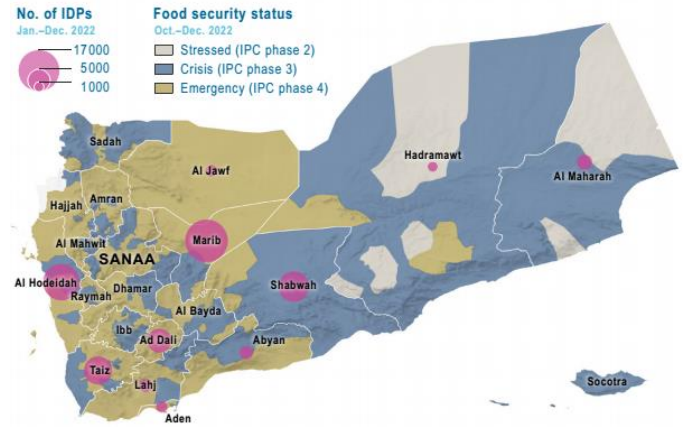 No. of IDPs
Jan.–Dec. 2022
17000
5000
1000
Food security status
Oct.–Dec. 2022
Stressed (IPC phase 2)
Crisis (IPC phase 3)
Emergency (IPC phase 4)
Sadah
Al Jawf
Hadramawt
Al Maharah
Hajjah
Amran
Al Mahwit
Marib
SANAA
Al Hodeidah
Raymah
Dhamar
Shabwah
Al Bayda
Ibb
Ad Dali
Abyan
Taiz
Lahj
Aden
Socotra